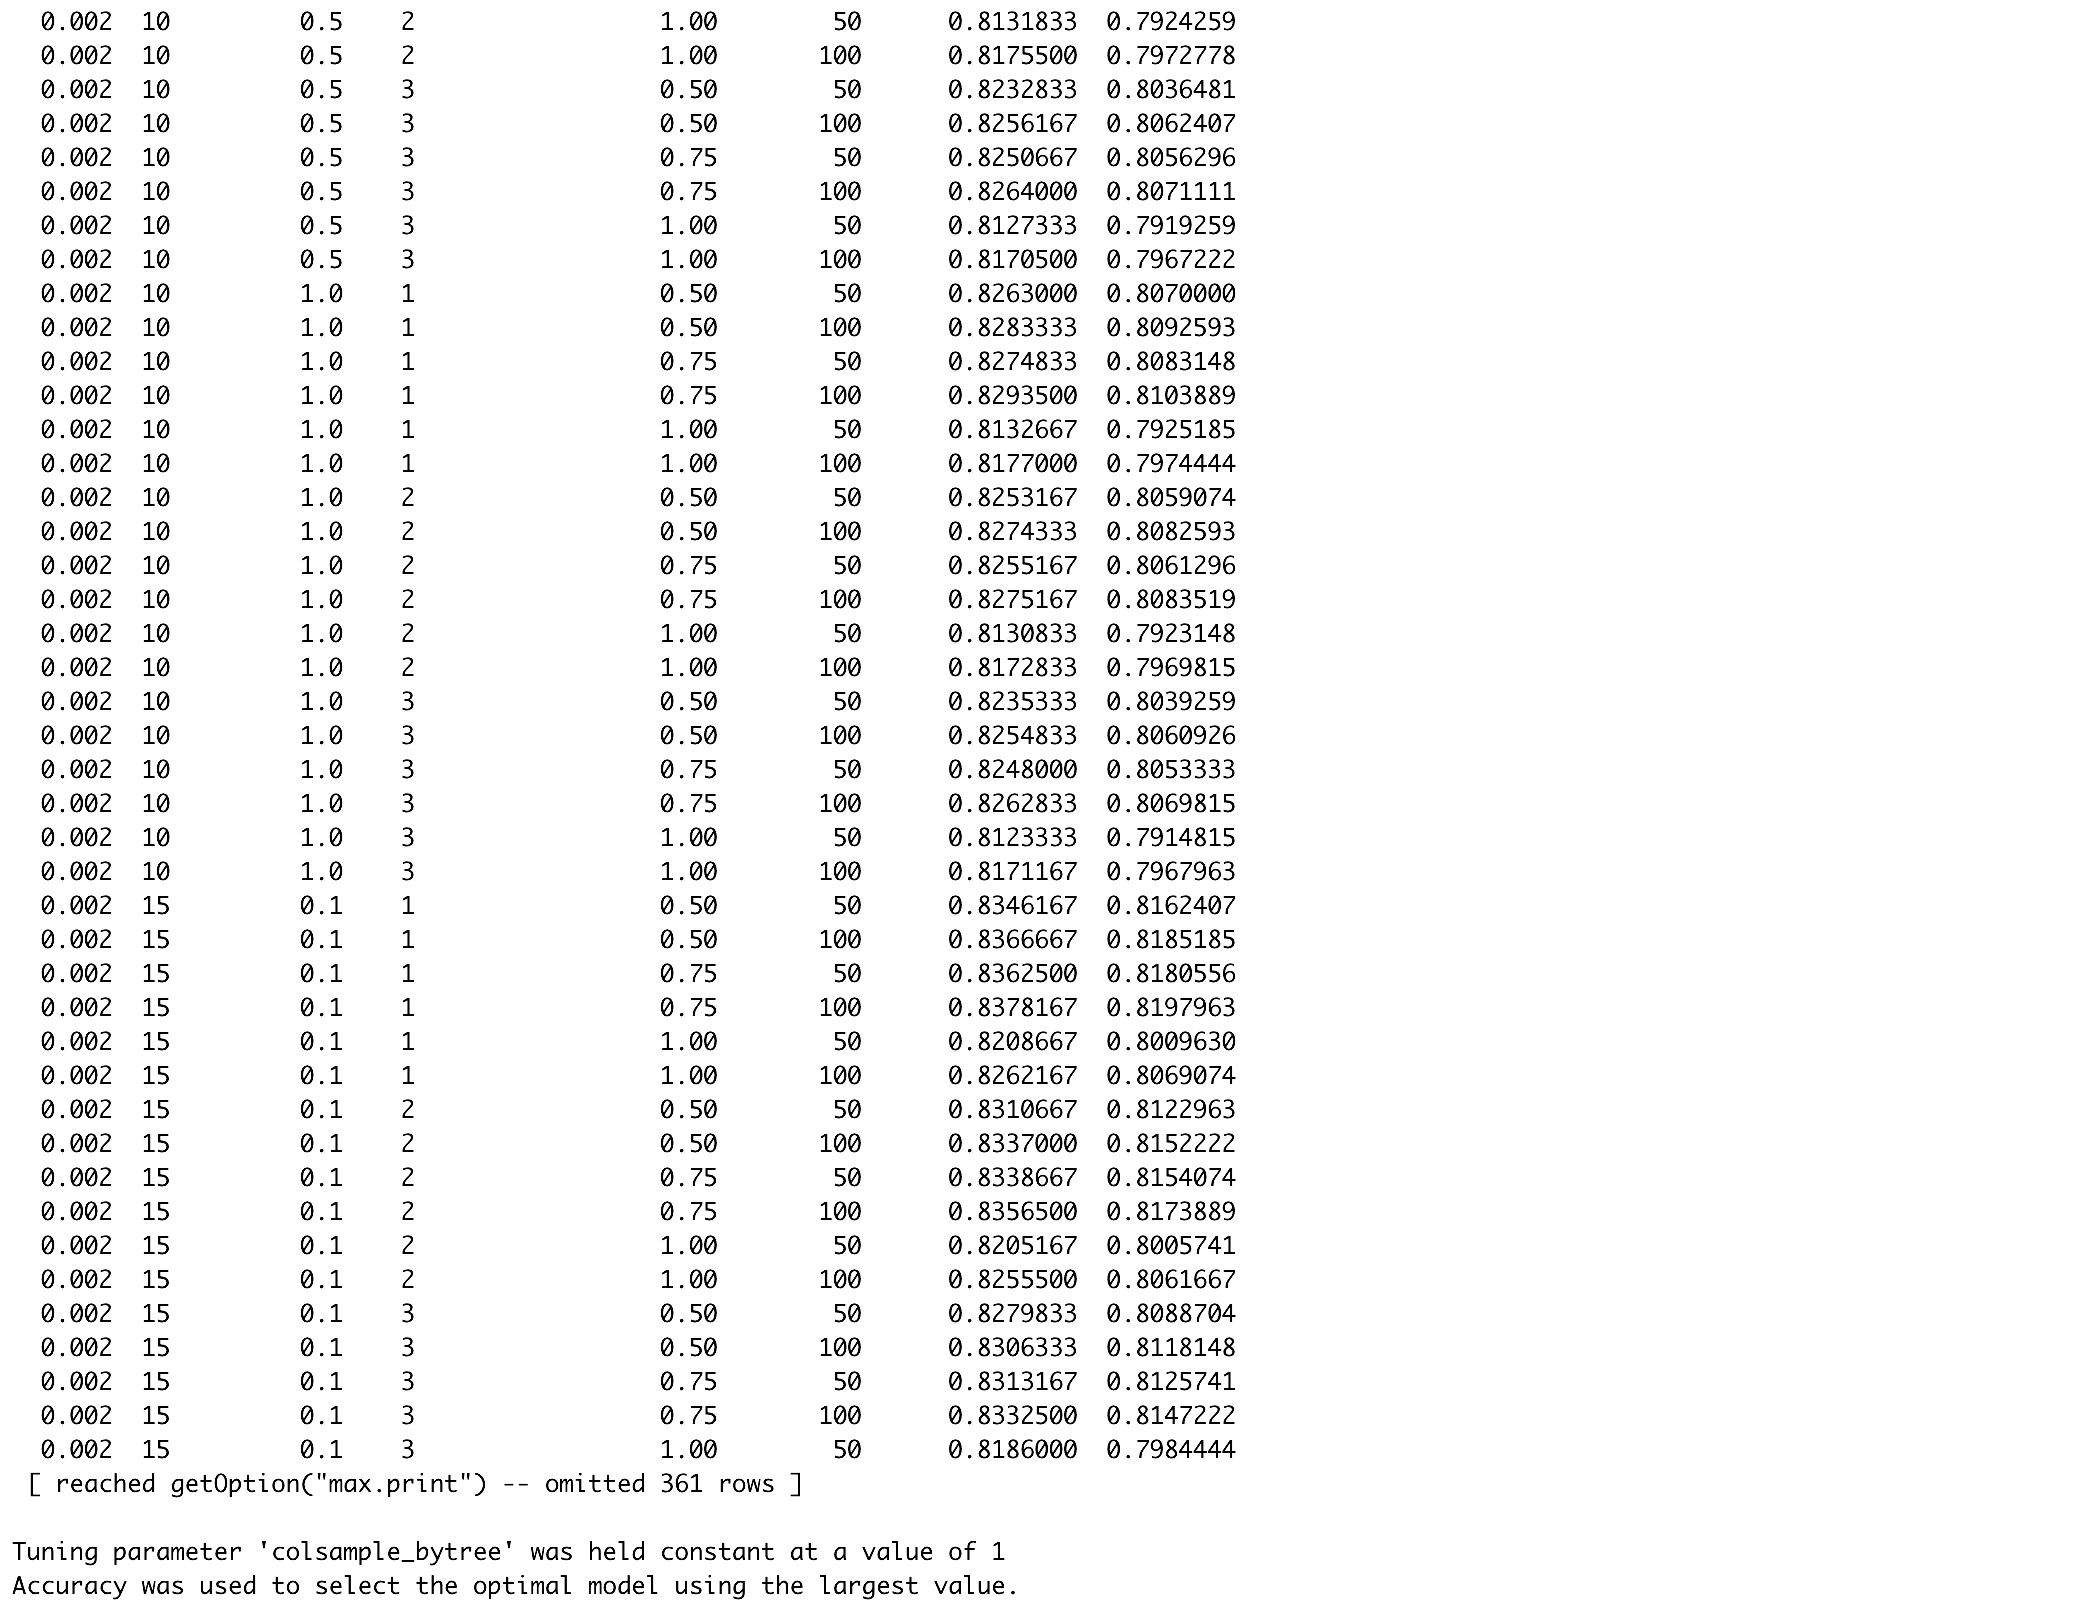 0.002 10 0.5 2 1.00 50 0.8131833 0.7924259
0.002 10 0.5 2 1.00 100 0.8175500 0.7972778
0.002 10 0.5 3 0.50 50 0.8232833 0.8036481
0.002 10 0.5 3 0.50 100 0.8256167 0.8062407
0.002 10 0.5 3 0.75 50 0.8250667 0.8056296
0.002 10 0.5 3 0.75 100 0.8264000 0.8071111
0.002 10 0.5 3 1.00 50 0.8127333 0.7919259
0.002 10 0.5 3 1.00 100 0.8170500 0.7967222
0.002 10 1.0 1 0.50 50 0.8263000 0.8070000
0.002 10 1.0 1 0.50 100 0.8283333 0.8092593
0.002 10 1.0 1 0.75 50 0.8274833 0.8083148
0.002 10 1.0 1 0.75 100 0.8293500 0.8103889
0.002 10 1.0 1 1.00 50 0.8132667 0.7925185
0.002 10 1.0 1 1.00 100 0.8177000 0.7974444
0.002 10 1.0 2 0.50 50 0.8253167 0.8059074
0.002 10 1.0 2 0.50 100 0.8274333 0.8082593
0.002 10 1.0 2 0.75 50 0.8255167 0.8061296
0.002 10 1.0 2 0.75 100 0.8275167 0.8083519
0.002 10 1.0 2 1.00 50 0.8130833 0.7923148
0.002 10 1.0 2 1.00 100 0.8172833 0.7969815
0.002 10 1.0 3 0.50 50 0.8235333 0.8039259
0.002 10 1.0 3 0.50 100 0.8254833 0.8060926
0.002 10 1.0 3 0.75 50 0.8248000 0.8053333
0.002 10 1.0 3 0.75 100 0.8262833 0.8069815
0.002 10 1.0 3 1.00 50 0.8123333 0.7914815
0.002 10 1.0 3 1.00 100 0.8171167 0.7967963
0.002 15 0.1 1 0.50 50 0.8346167 0.8162407
0.002 15 0.1 1 0.50 100 0.8366667 0.8185185
0.002 15 0.1 1 0.75 50 0.8362500 0.8180556
0.002 15 0.1 1 0.75 100 0.8378167 0.8197963
0.002 15 0.1 1 1.00 50 0.8208667 0.8009630
0.002 15 0.1 1 1.00 100 0.8262167 0.8069074
0.002 15 0.1 2 0.50 50 0.8310667 0.8122963
0.002 15 0.1 2 0.50 100 0.8337000 0.8152222
0.002 15 0.1 2 0.75 50 0.8338667 0.8154074
0.002 15 0.1 2 0.75 100 0.8356500 0.8173889
0.002 15 0.1 2 1.00 50 0.8205167 0.8005741
0.002 15 0.1 2 1.00 100 0.8255500 0.8061667
0.002 15 0.1 3 0.50 50 0.8279833 0.8088704
0.002 15 0.1 3 0.50 100 0.8306333 0.8118148
0.002 15 0.1 3 0.75 50 0.8313167 0.8125741
0.002 15 0.1 3 0.75 100 0.8332500 0.8147222
0.002 15 0.1 3 1.00 50 0.8186000 0.7984444
[ reached getOption("max.print") -- omitted 361 rows ]
Tuning parameter 'colsample_bytree' was held constant at a value of 1
Accuracy was used to select the optimal model using the largest value.